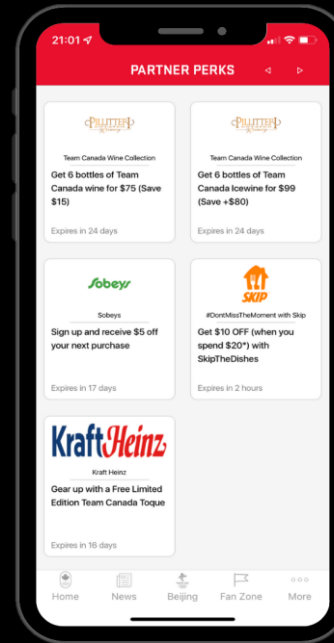 21:01
PARTNER PERKS
PILLITTERI
Team Canada Wine Collection
Get 6 bottles of Team
Canada wine for $75 (Save
$15)
Expires in 24 days
PILLITTERI
Team Canada Wine Collection
Get 6 bottles of Team
Canada Icewine for $99
(Save +$80)
Expires in 24 days
Sobeys
Sobeys
Sign up and receive $5 off
your next purchase
Expires in 17 days
SKIP
#DontMissTheMoment with Skip
Get $10 OFF (when you
spend $20*) with
SkipTheDishes
Expires in 2 hours
KraftHeinz
Kraft Heinz
Gear up with a Free Limited
Edition Team Canada Toque
Expires in 16 days
Home
News
Beijing
Fan Zone
More